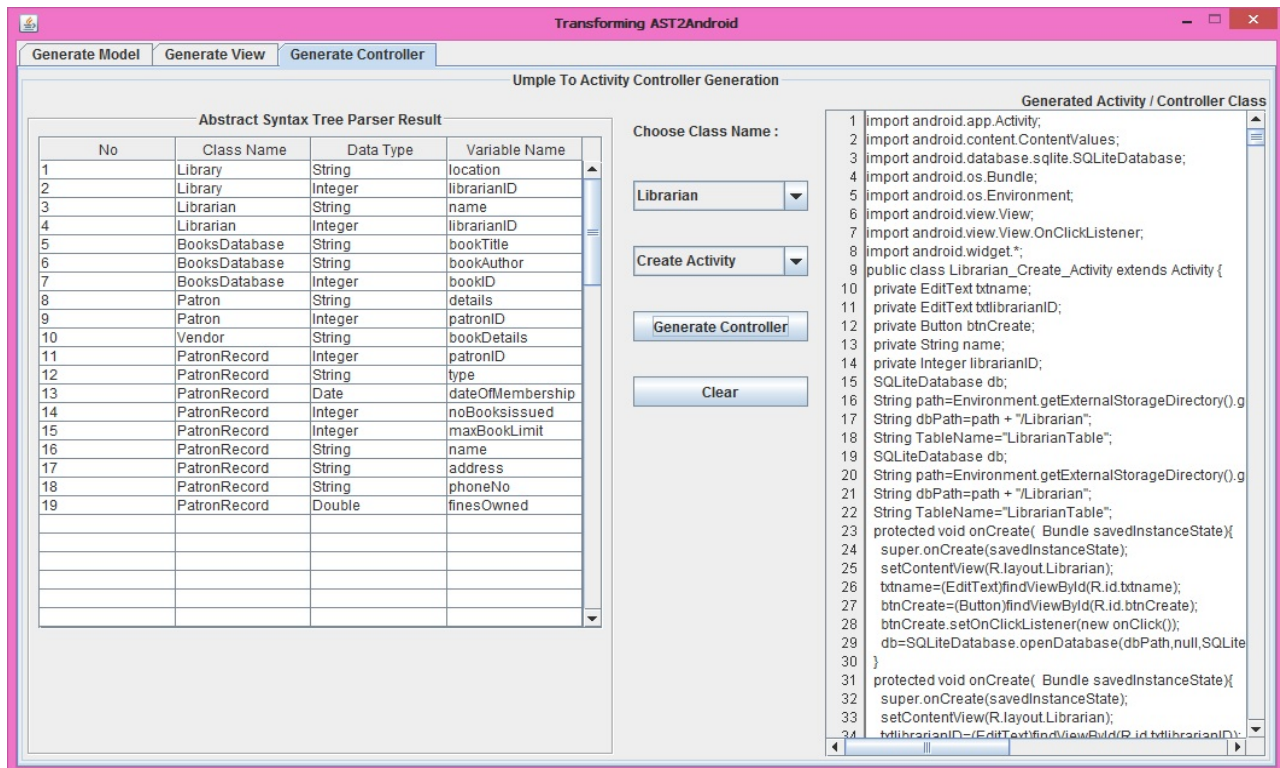 Transforming AST2Android
Generate Model Generate View Generate Controller
Umple To Activity Controller Generation
Abstract Syntax Tree Parser Result
No Class Name Data Type Variable Name
1 Library String location
2 Library Integer librarianID
3 Librarian String name
4 Librarian Integer librarianID
5 BooksDatabase String bookTitle
6 BooksDatabase String bookAuthor
7 BooksDatabase Integer bookID
8 Patron String details
9 Patron Integer patronID
10 Vendor String bookDetails
11 PatronRecord Integer patronID
12 PatronRecord String type
13 PatronRecord Date dateOfMembership
14 PatronRecord Integer noBooksissued
15 PatronRecord Integer maxBookLimit
16 PatronRecord String name
17 PatronRecord String address
18 PatronRecord String phoneNo
19 PatronRecord Double finesOwned
Choose Class Name :
Librarian
Create Activity
Generate Controller
Clear
Generated Activity / Controller Class
1 import android.app.Activity;
2 import android.content.ContentValues;
3 import android.database.sqlite.SQLiteDatabase;
4 import android.os.Bundle;
5 import android.os.Environment;
6 import android.view.View;
7 import android.view.View.OnClickListener;
8 import android.widget.*;
9 public class Librarian_Create_Activity extends Activity {
10 private EditText txtname;
11 private EditText txtlibrarianID;
12 private Button btnCreate;
13 private String name;
14 private Integer librarianID;
15 SQLiteDatabase db;
16 String path=Environment.getExternalStorageDirectory().g
17 String dbPath=path + "/Librarian";
18 String TableName="LibrarianTable";
19 SQLiteDatabase db;
20 String path=Environment.getExternalStorageDirectory().g
21 String dbPath=path + "/Librarian";
22 String TableName="LibrarianTable";
23 protected void onCreate( Bundle savedInstanceState){
24 super.onCreate(savedInstanceState);
25 setContentView(R.layout.Librarian);
26 txtname=(EditText)findViewById(R.id.txtname);
27 btnCreate=(Button)findViewById(R.id.btnCreate);
28 btnCreate.setOnClickListener(new onClick());
29 db=SQLiteDatabase.openDatabase(dbPath,null,SQLite
30 }
31 protected void onCreate( Bundle savedInstanceState){
32 super.onCreate(savedInstanceState);
33 setContentView(R.layout.Librarian);
34 txtlibrarianID=(EditText)findViewById(R.id.txtlibrarianID);